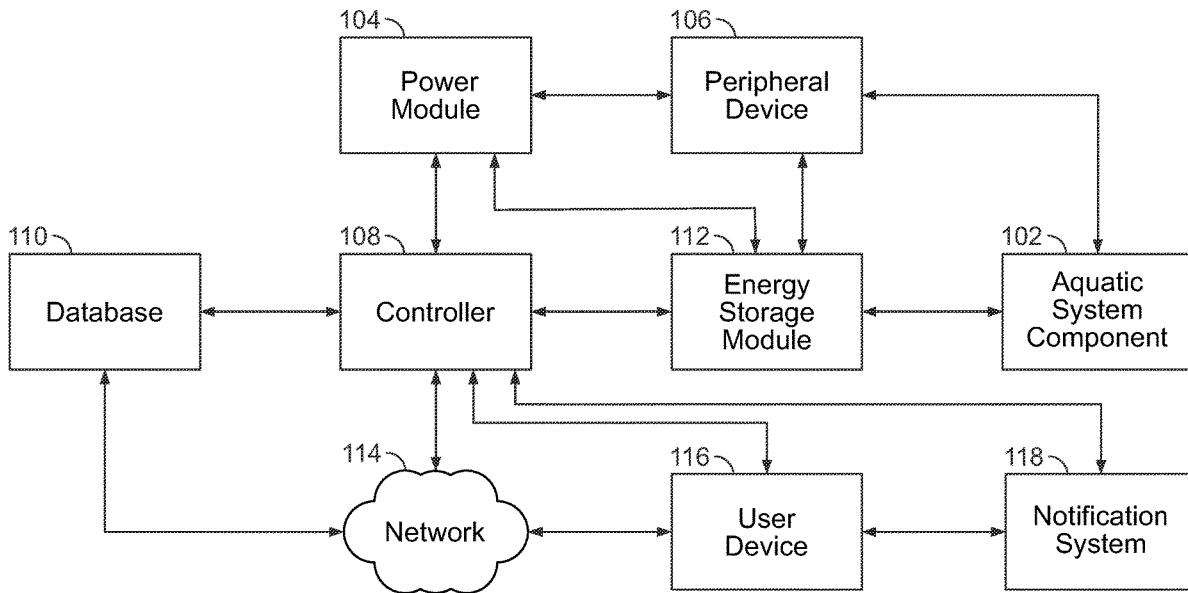 104
Power
Module
106
Peripheral
Device
110
Database
108
Controller
112
Energy
Storage
Module
102
Aquatic
System
Component
114
Network
116
User
Device
118
Notification
System